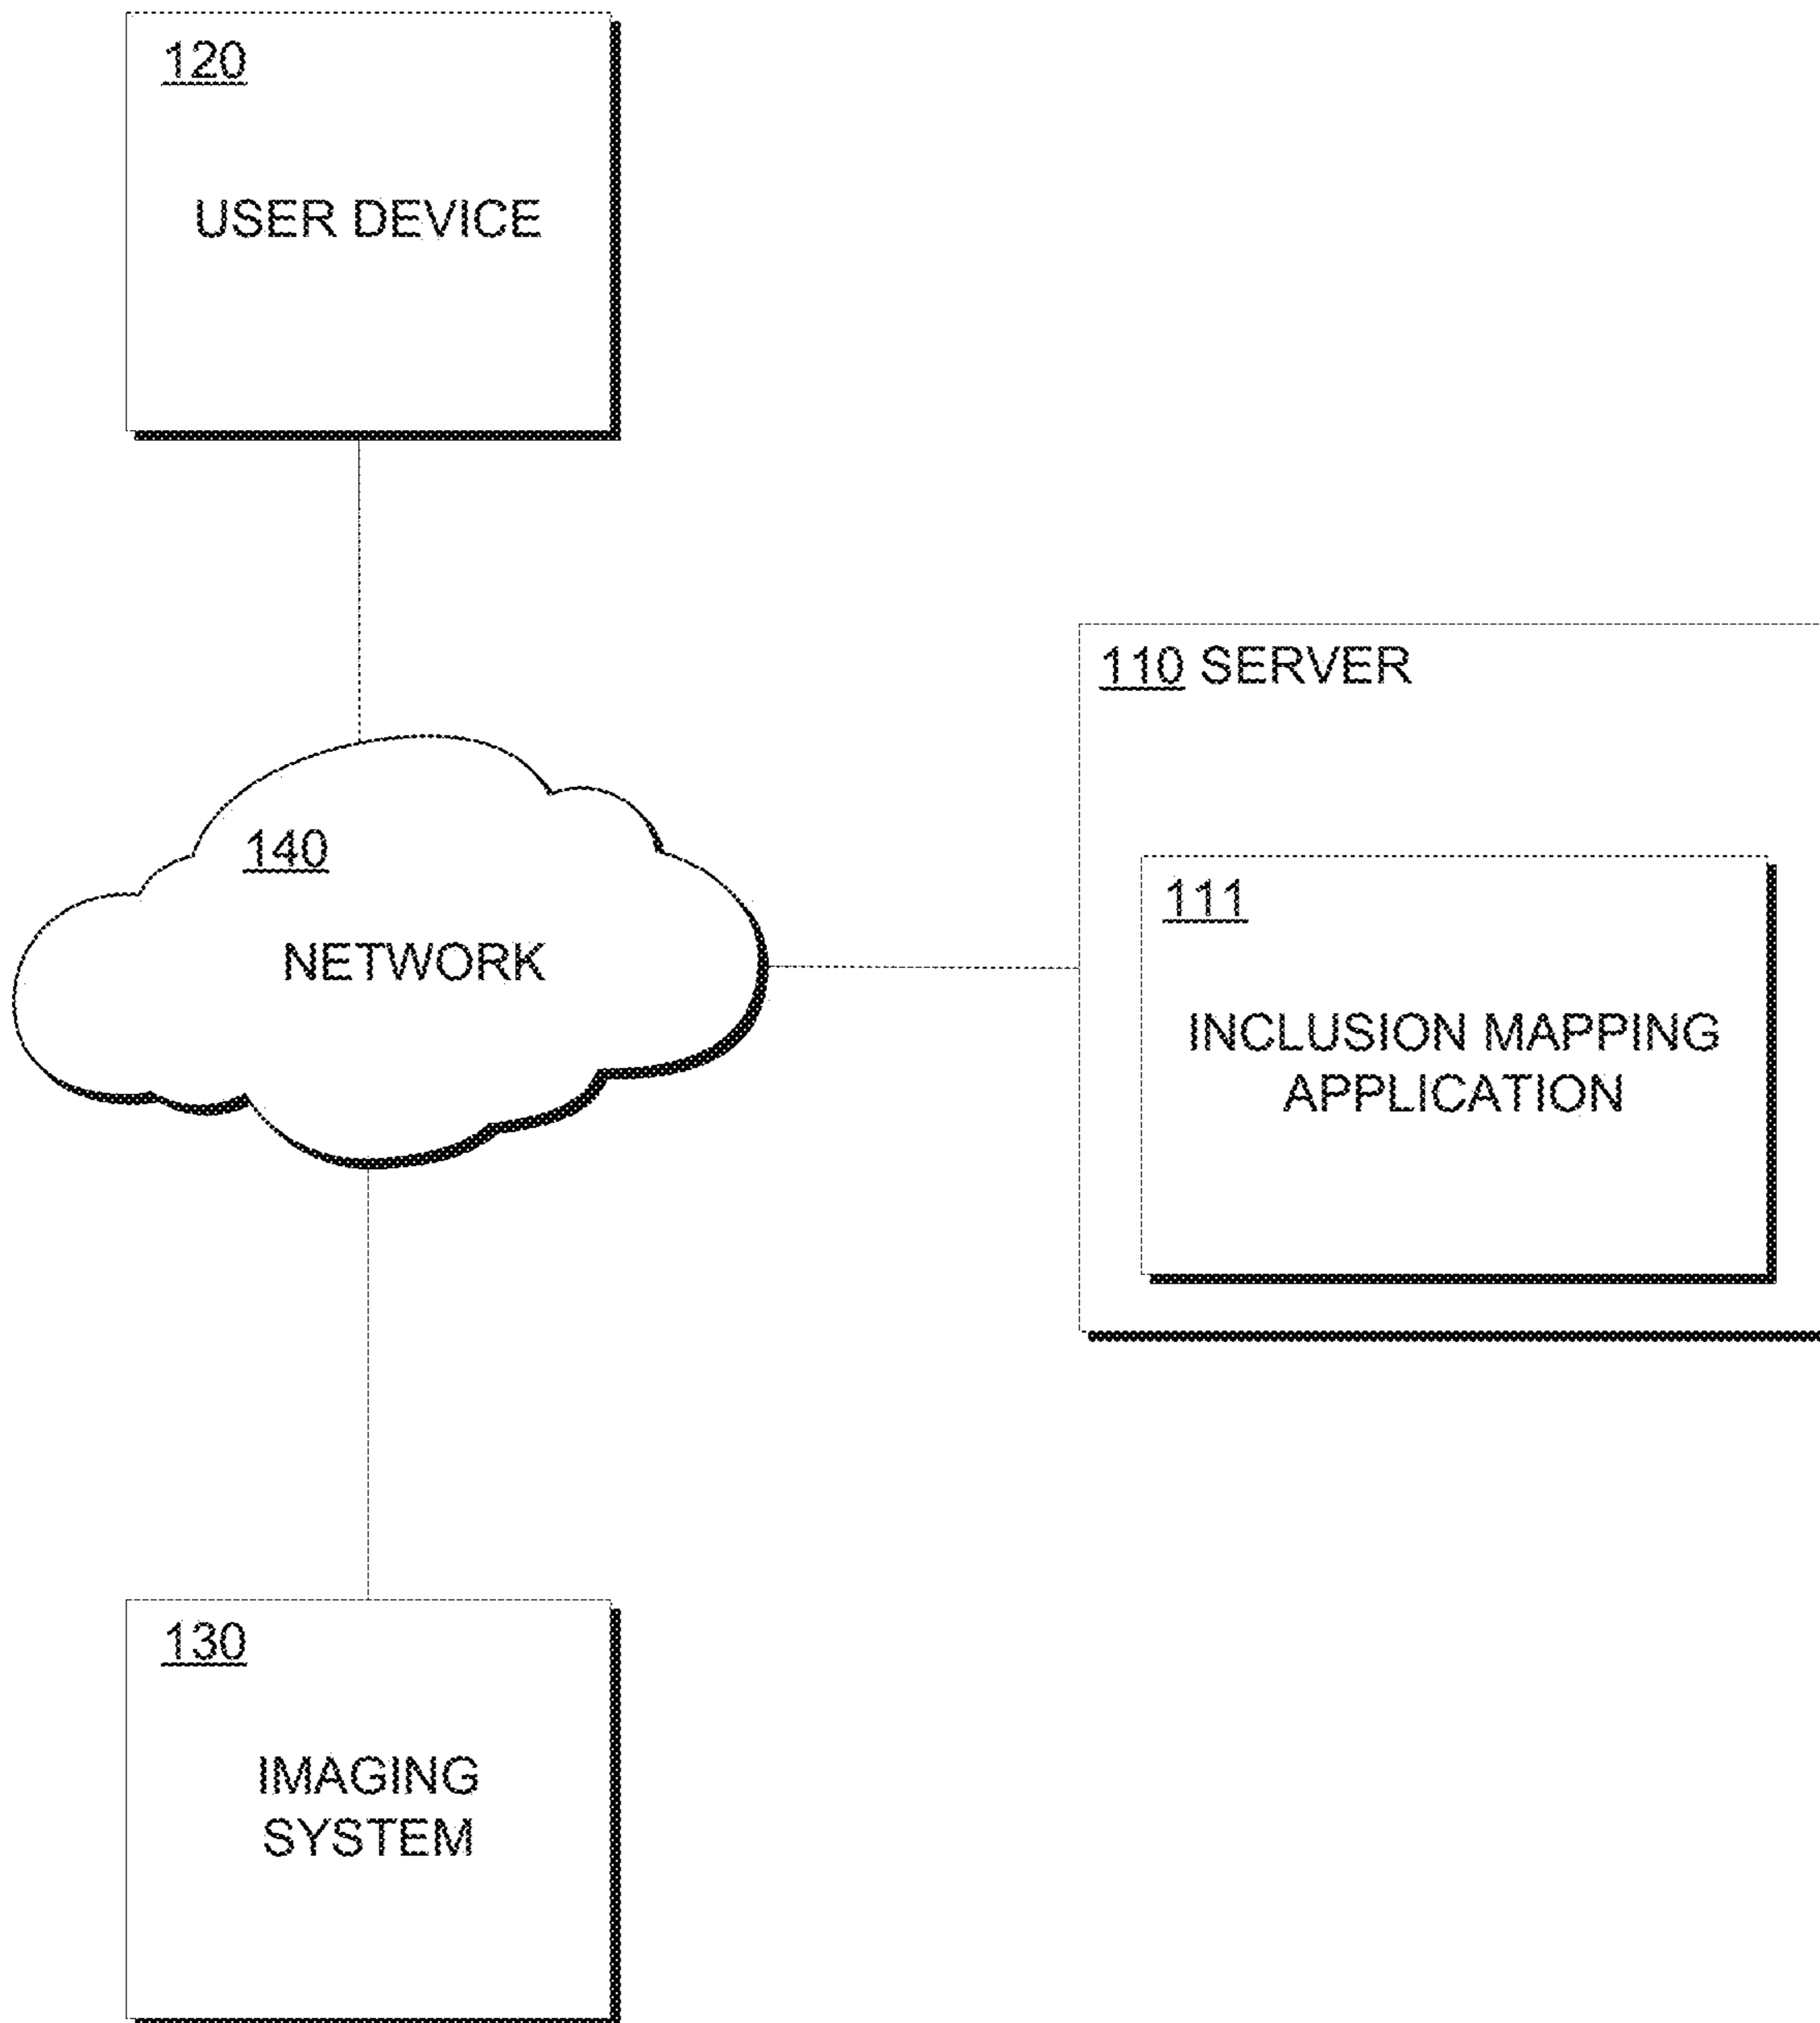 120
USER DEVICE
110 SERVER
140
NETWORK
111
INCLUSION MAPPING
APPLICATION
130
IMAGING
SYSTEM